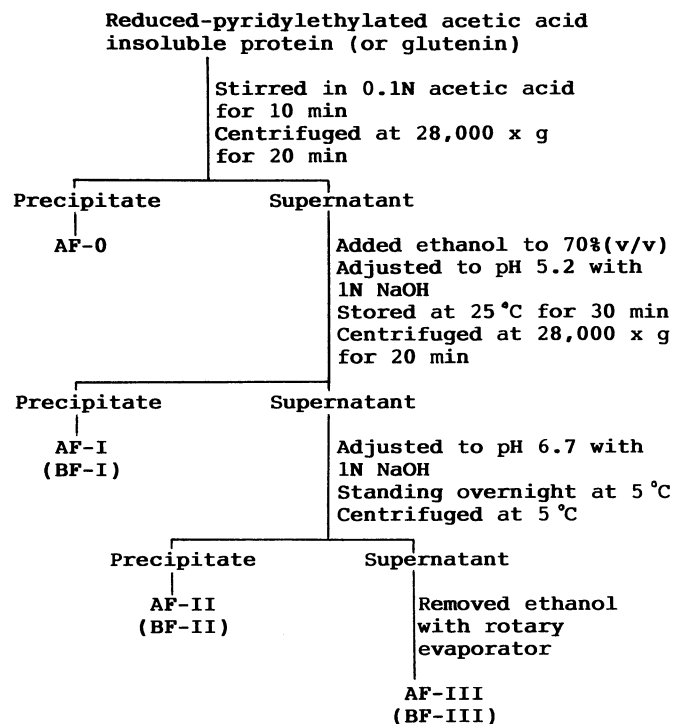 Reduced-pyridylethylated acetic acid
insoluble protein (or glutenin)
Stirred in 0.1N acetic acid
for 10 min
Centrifuged at 28,000 x g
for 20 min
Precipitate
Supernatant
AF-0
Added ethanol to 70%(v/v)
Adjusted to pH 5.2 with
1N NaOH
Stored at 25°C for 30 min
Centrifuged at 28,000 x g
for 20 min
Precipitate
Supernatant
AF-I
(BF-I)
Adjusted to pH 6.7 with
1N NaOH
Standing overnight at 5°C
Centrifuged at 5°C
Precipitate
Supernatant
AF-II
(BF-II)
Removed ethanol
with rotary
evaporator
AF-III
(BF-III)